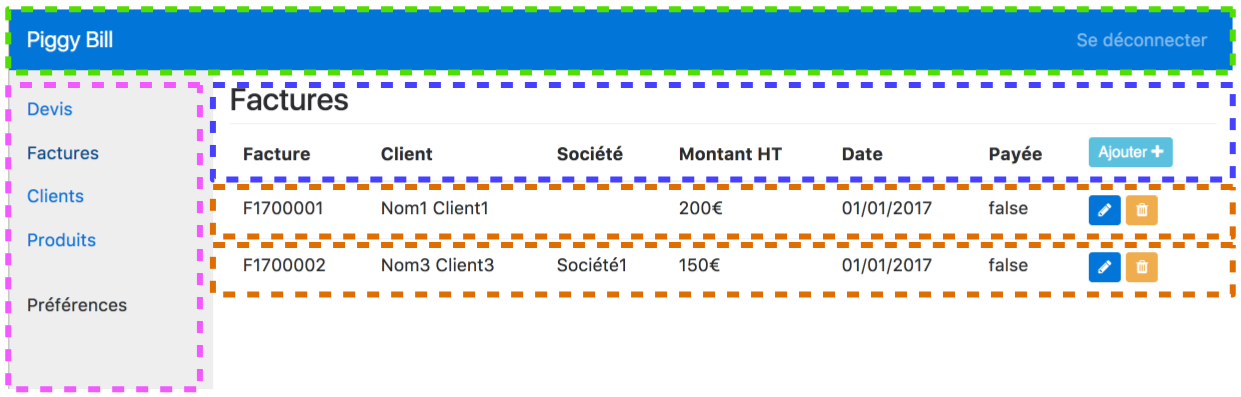 Piggy Bill Se déconnecter
Devis
Factures
Clients
Produits
Préférences
Factures
Facture Client Société Montant HT Date Payée Ajouter +
F1700001 Nom1 Client1 200€ 01/01/2017 false
F1700002 Nom3 Client3 Société1 150€ 01/01/2017 false